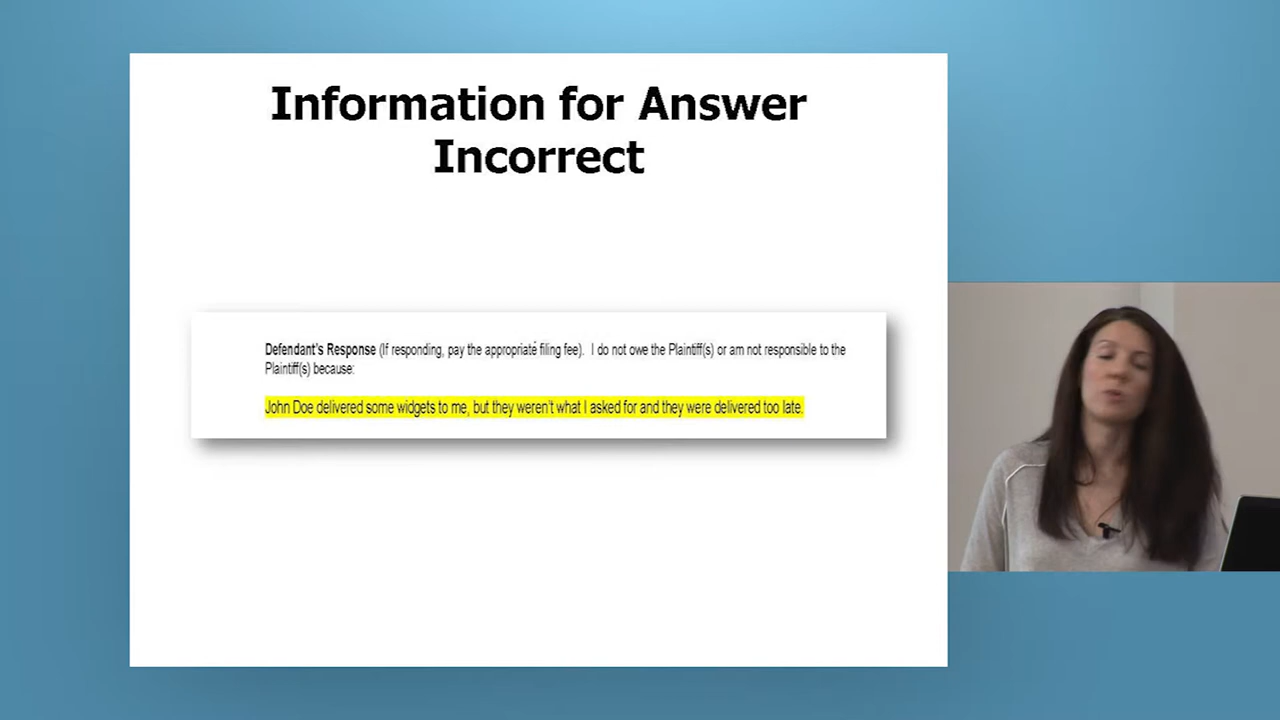 Information for Answer
Incorrect
Defendant's Response (If responding, pay the appropriate filing fee). I do not owe the Plaintiff(s) or am not responsible to the
Plaintiff(s) because:
John Doe delivered some widgets to me, but they weren't what I asked for and they were delivered too late.